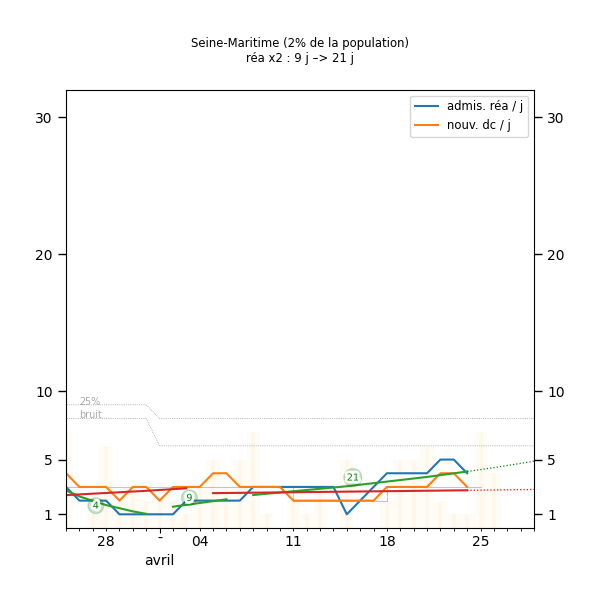 Seine-Maritime (2% de la population)
réa x2 : 9 j –> 21 j
admis. réa / j
nouv. dc / j
30 30
20 20
10 10
25%
bruit
5 5
21
9
4
1 1
28 - 04 11 18 25
avril